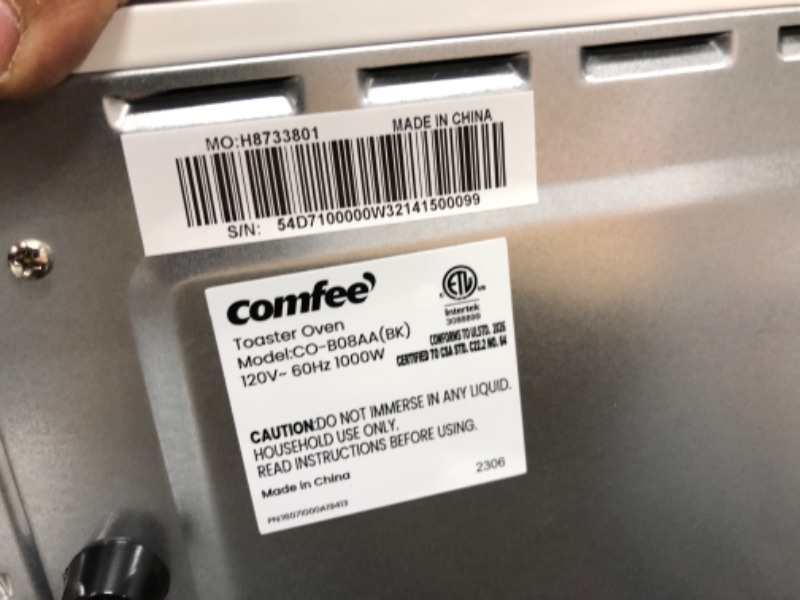 MO:H8733801
MADE IN CHINA
S/N: 54D7100000W32141500099
comfee'
Toaster Oven
Model:CO-B08AA(BK)
120V~ 60Hz 1000W
ETL
Intertek
CONFORMS TO UL STD. 1026
CERTIFIED TO CSA STD. C22.2 NO. 64
CAUTION:DO NOT IMMERSE IN ANY LIQUID.
HOUSEHOLD USE ONLY.
READ INSTRUCTIONS BEFORE USING.
Made in China
2306